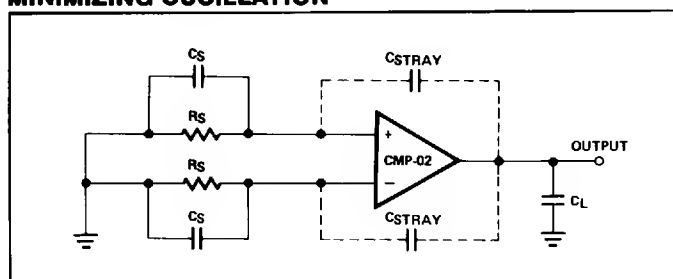 MINIMIZING OSCILLATION
CS
CSTRAY
RS
+
CMP-02
OUTPUT
RS
−
CS
CSTRAY
CL